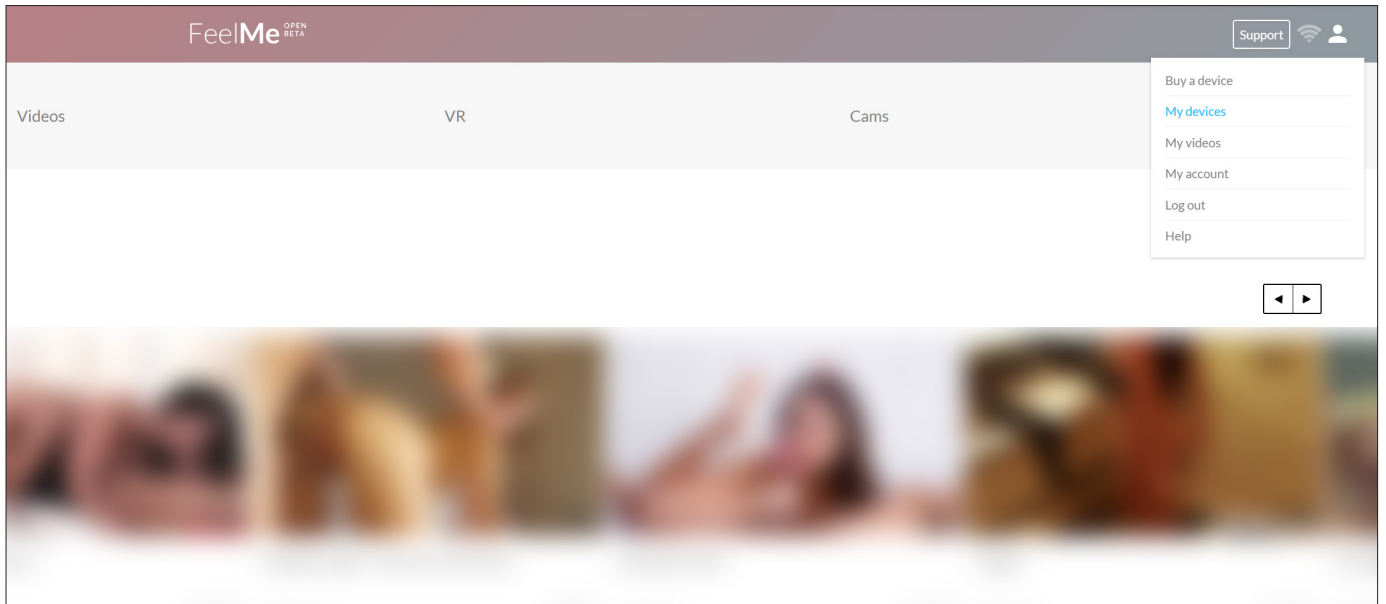 FeelMe OPEN BETA
Support
Buy a device
My devices
My videos
My account
Log out
Help
Videos
VR
Cams